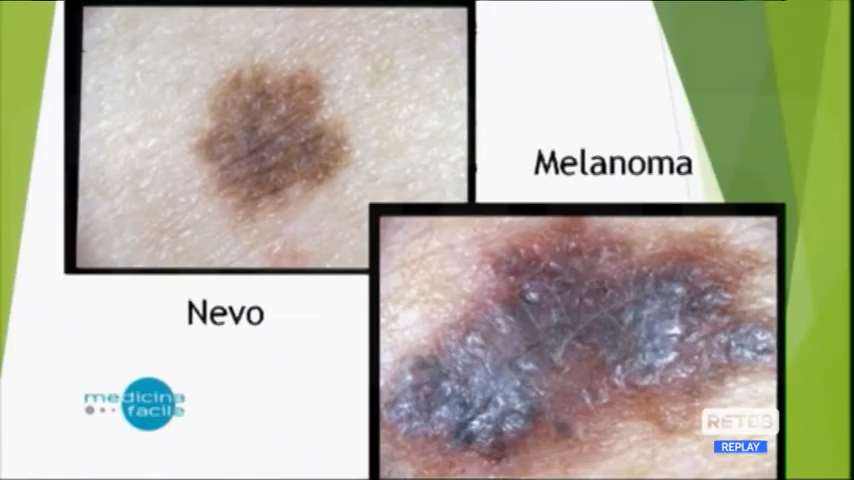 Melanoma
Nevo
medicina
facile
RETE8
REPLAY